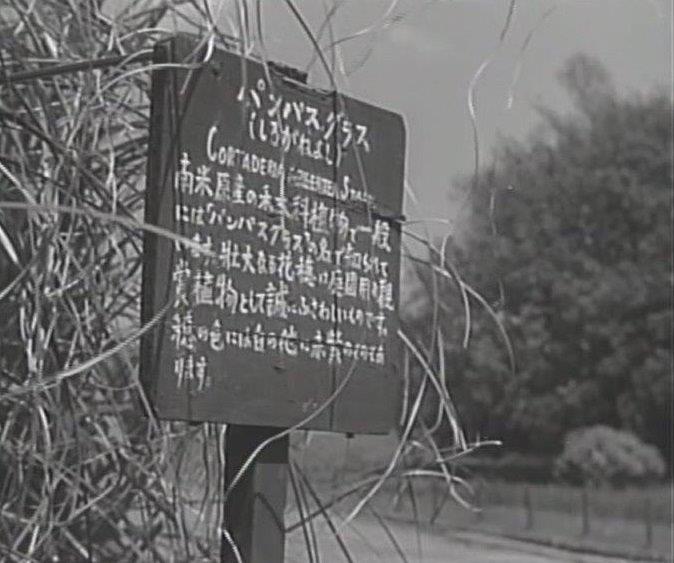 パンパスグラス
(しろがねよし)
CORTADERIA ARGENTEA STAPF.
南米原産の禾本科植物で一般
には"パンパスグラス"の名で知られて
壮大なる花穂は庭園用の観
賞植物として誠にふさわしいものです。
穂の色には白の他に赤紫のものもあ
ります。